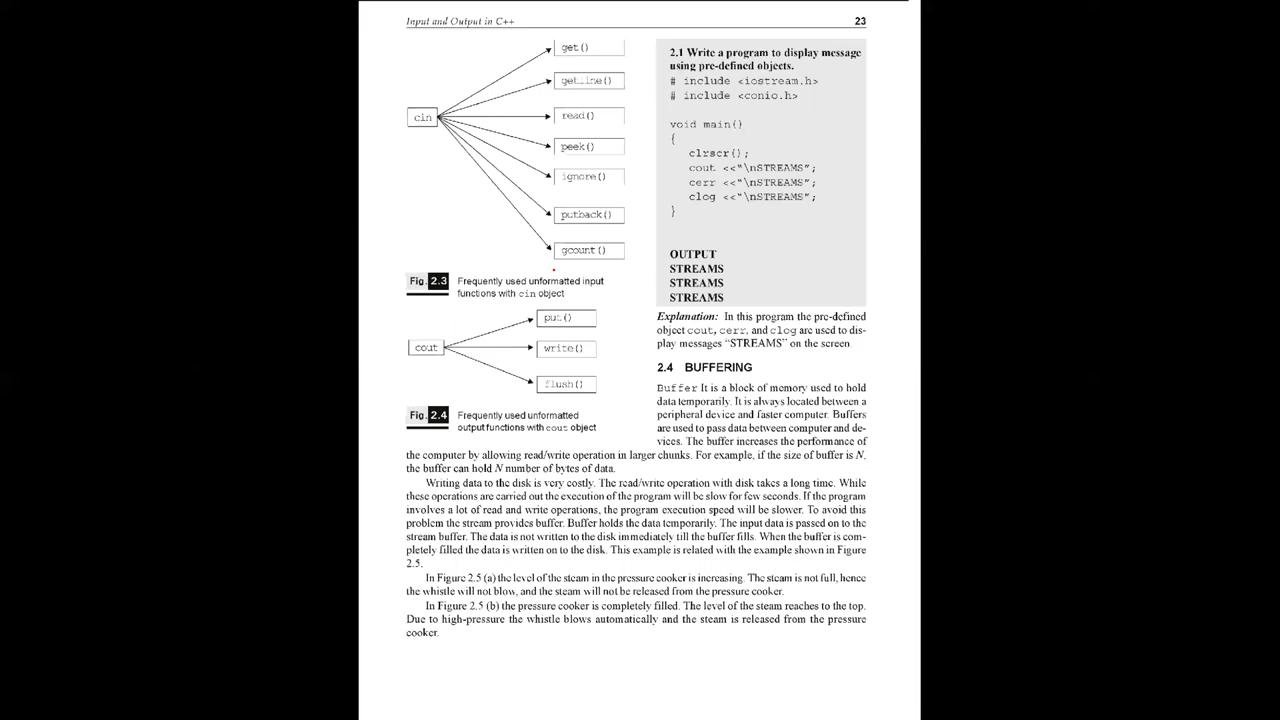 Input and Output in C++
23
get()
getline()
read()
cin
peek()
ignore()
putback()
gcount()
Fig. 2.3 Frequently used unformatted input
functions with cin object
put()
cout
write()
flush()
Fig. 2.4 Frequently used unformatted
output functions with cout object
2.1 Write a program to display message
using pre-defined objects.
# include <iostream.h>
# include <conio.h>
void main()
{
clrscr();
cout <<“\nSTREAMS”;
cerr <<“\nSTREAMS”;
clog <<“\nSTREAMS”;
}
OUTPUT
STREAMS
STREAMS
STREAMS
Explanation: In this program the pre-defined
object cout, cerr, and clog are used to dis-
play messages “STREAMS” on the screen
2.4 BUFFERING
Buffer It is a block of memory used to hold
data temporarily. It is always located between a
peripheral device and faster computer. Buffers
are used to pass data between computer and de-
vices. The buffer increases the performance of
the computer by allowing read/write operation in larger chunks. For example, if the size of buffer is N,
the buffer can hold N number of bytes of data.
Writing data to the disk is very costly. The read/write operation with disk takes a long time. While
these operations are carried out the execution of the program will be slow for few seconds. If the program
involves a lot of read and write operations, the program execution speed will be slower. To avoid this
problem the stream provides buffer. Buffer holds the data temporarily. The input data is passed on to the
stream buffer. The data is not written to the disk immediately till the buffer fills. When the buffer is com-
pletely filled the data is written on to the disk. This example is related with the example shown in Figure
2.5.
In Figure 2.5 (a) the level of the steam in the pressure cooker is increasing. The steam is not full, hence
the whistle will not blow, and the steam will not be released from the pressure cooker.
In Figure 2.5 (b) the pressure cooker is completely filled. The level of the steam reaches to the top.
Due to high-pressure the whistle blows automatically and the steam is released from the pressure
cooker.